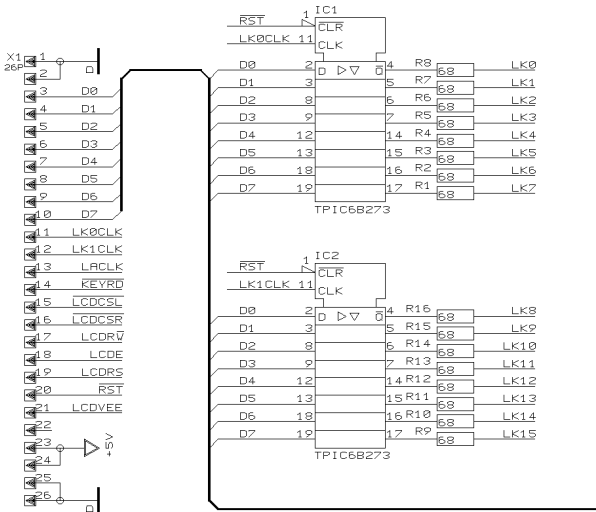 X1
26P
1
2
3 D0
4 D1
5 D2
6 D3
7 D4
8 D5
9 D6
10 D7
11 LK0CLK
12 LK1CLK
13 LACLK
14 KEYRD
15 LCDCSL
16 LCDCSR
17 LCDRW
18 LCDE
19 LCDRS
20 RST
21 LCDVEE
22
23
24
+5V
25
26
D
D
IC1
RST 1 CLR
LK0CLK 11 CLK
D0 2 D Q 4 R8 68 LK0
D1 3 5 R7 68 LK1
D2 8 6 R6 68 LK2
D3 9 7 R5 68 LK3
D4 12 14 R4 68 LK4
D5 13 15 R3 68 LK5
D6 18 16 R2 68 LK6
D7 19 17 R1 68 LK7
TPIC6B273
IC2
RST 1 CLR
LK1CLK 11 CLK
D0 2 D Q 4 R16 68 LK8
D1 3 5 R15 68 LK9
D2 8 6 R14 68 LK10
D3 9 7 R13 68 LK11
D4 12 14 R12 68 LK12
D5 13 15 R11 68 LK13
D6 18 16 R10 68 LK14
D7 19 17 R9 68 LK15
TPIC6B273